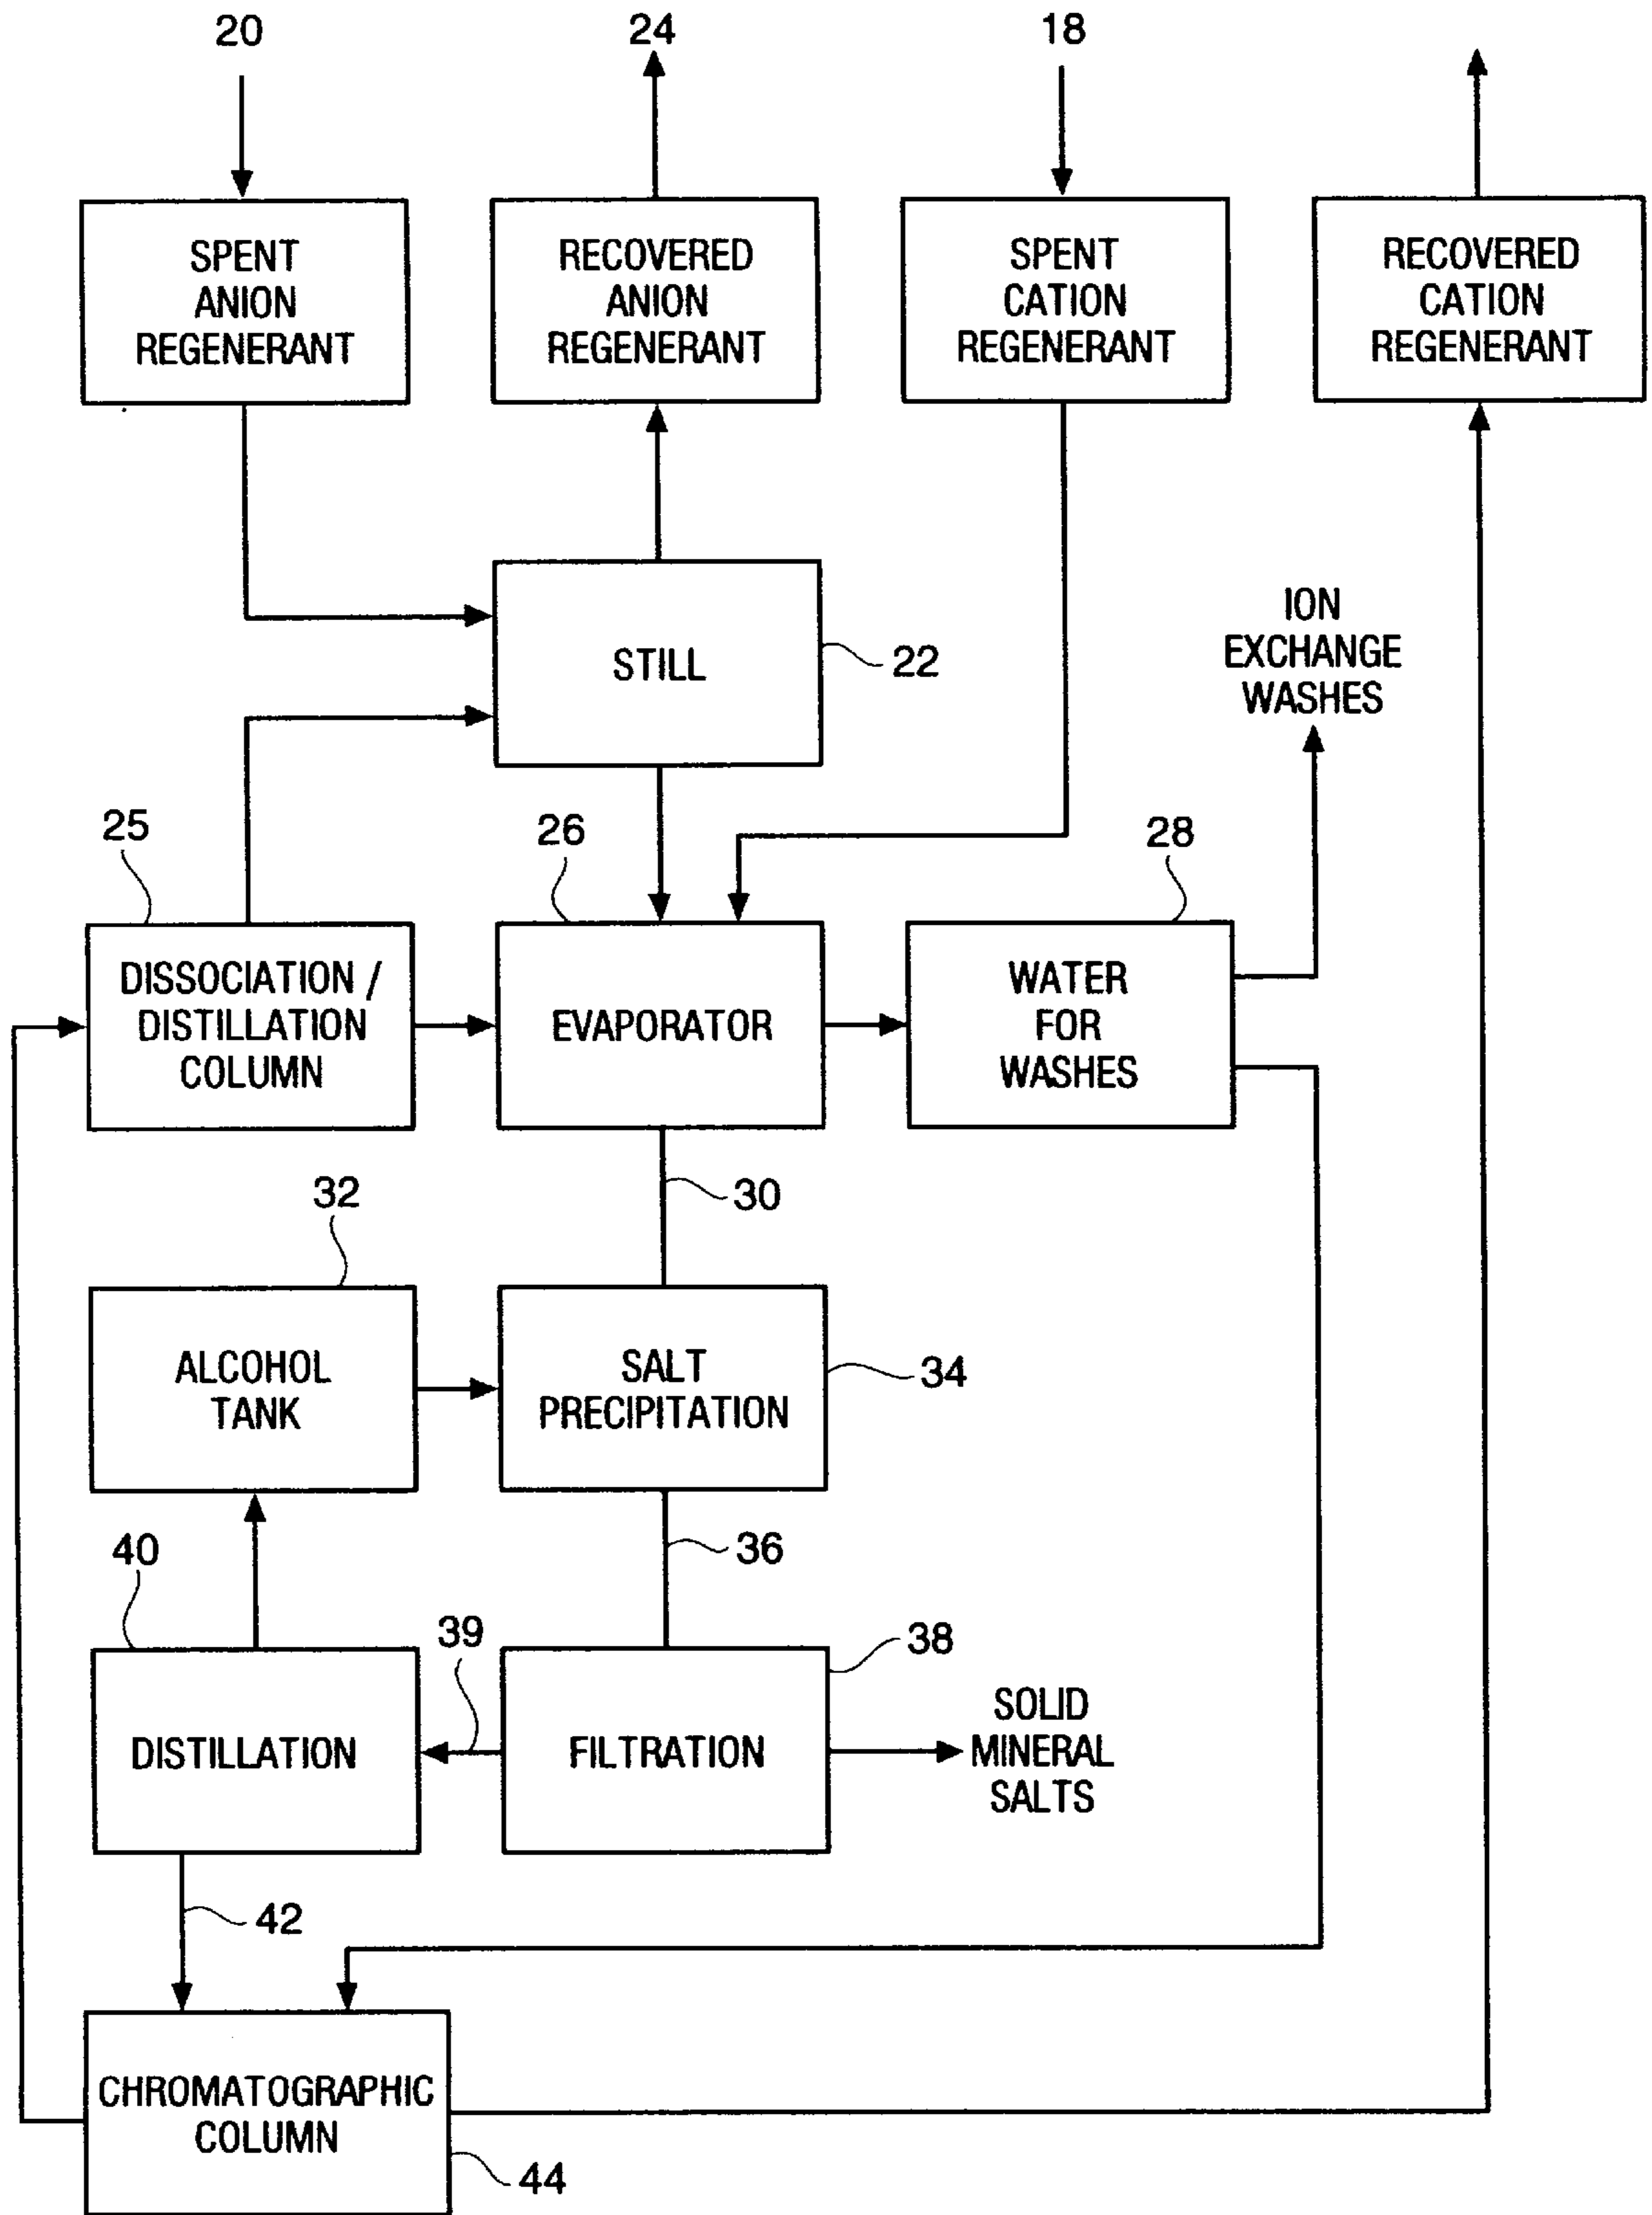 20
24
18
SPENT
ANION
REGENERANT
RECOVERED
ANION
REGENERANT
SPENT
CATION
REGENERANT
RECOVERED
CATION
REGENERANT
STILL
22
ION
EXCHANGE
WASHES
25
26
28
DISSOCIATION /
DISTILLATION
COLUMN
EVAPORATOR
WATER
FOR
WASHES
30
32
ALCOHOL
TANK
SALT
PRECIPITATION
34
36
40
39
38
DISTILLATION
FILTRATION
SOLID
MINERAL
SALTS
42
CHROMATOGRAPHIC
COLUMN
44